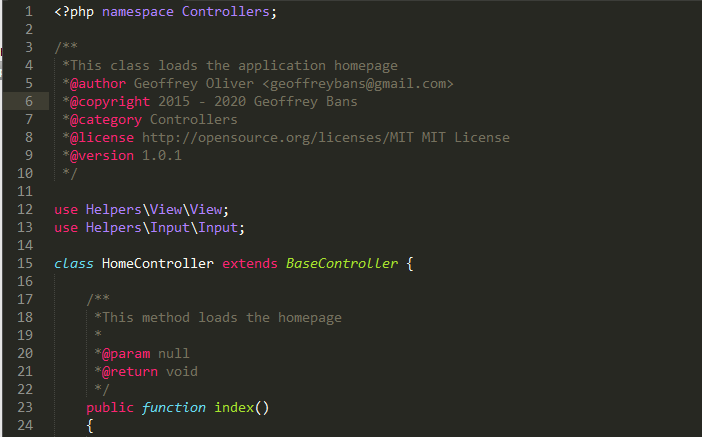 1 <?php namespace Controllers;
2
3 /**
4 *This class loads the application homepage
5 *@author Geoffrey Oliver <geoffreybans@gmail.com>
6 *@copyright 2015 - 2020 Geoffrey Bans
7 *@category Controllers
8 *@license http://opensource.org/licenses/MIT MIT License
9 *@version 1.0.1
10 */
11
12 use Helpers\View\View;
13 use Helpers\Input\Input;
14
15 class HomeController extends BaseController {
16
17 /**
18 *This method loads the homepage
19 *
20 *@param null
21 *@return void
22 */
23 public function index()
24 {